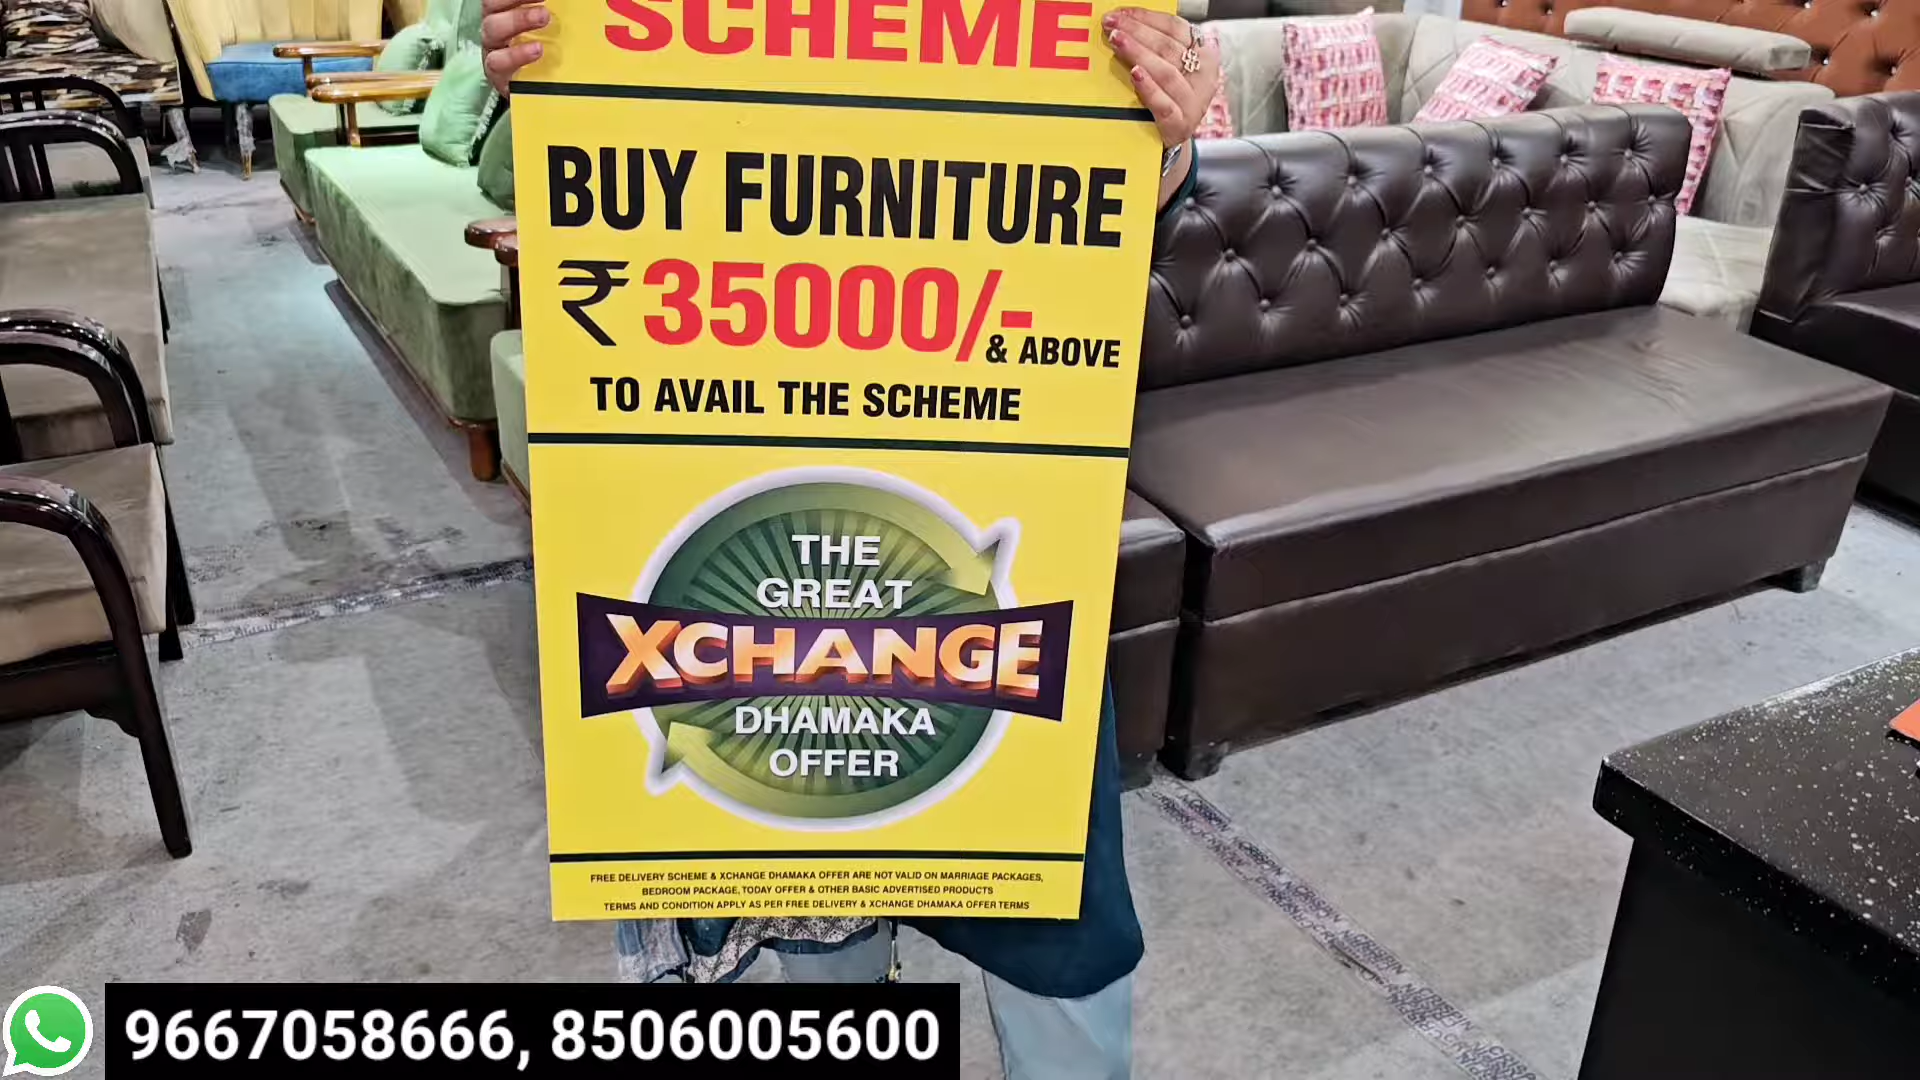 SCHEME
BUY FURNITURE
₹35000/-
& ABOVE
TO AVAIL THE SCHEME
THE
GREAT
XCHANGE
DHAMAKA
OFFER
FREE DELIVERY SCHEME & XCHANGE DHAMAKA OFFER ARE NOT VALID ON MARRIAGE PACKAGES,
BEDROOM PACKAGE, TODAY OFFER & OTHER BASIC ADVERTISED PRODUCTS
TERMS AND CONDITION APPLY AS PER FREE DELIVERY & XCHANGE DHAMAKA OFFER TERMS
9667058666, 8506005600